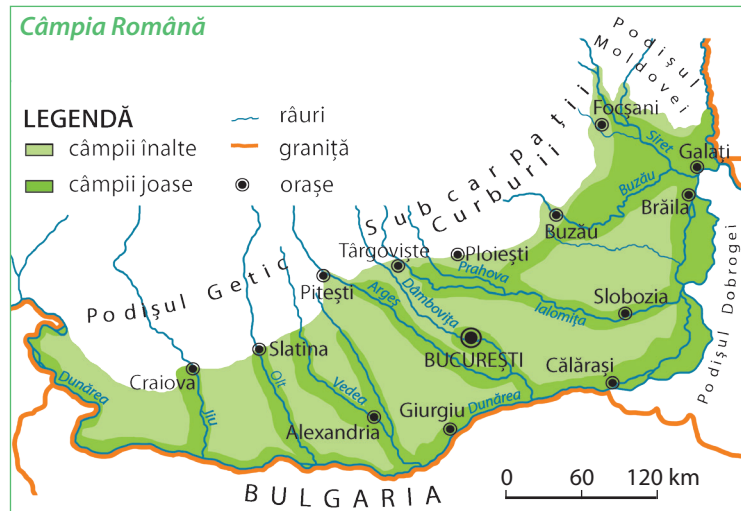 Câmpia Română
LEGENDĂ
câmpii înalte
câmpii joase
râuri
graniță
orașe
Podișul
Moldovei
Subcarpații
Curburii
Podișul Getic
Podișul Dobrogei
Focșani
Siret
Galați
Buzău
Brăila
Buzău
Târgoviște
Ploiești
Prahova
Pitești
Argeș
Dâmbovița
Ialomița
Slobozia
Slatina
BUCUREȘTI
Craiova
Dunărea
Jiu
Olt
Vedea
Alexandria
Giurgiu
Dunărea
Călărași
BULGARIA
0 60 120 km